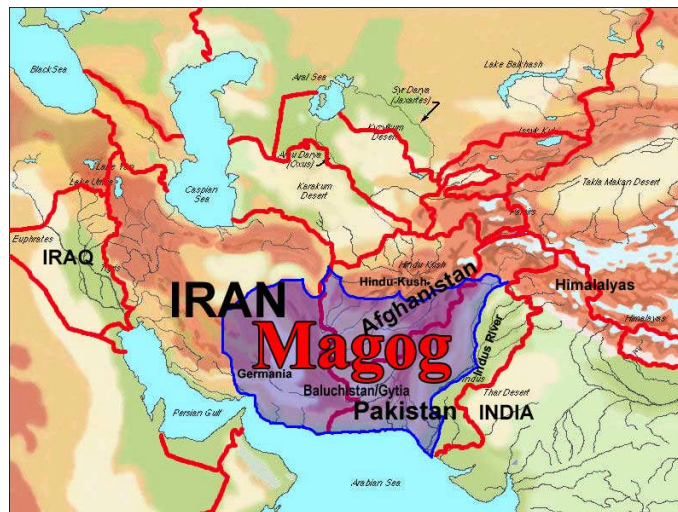 Black Sea
Aral Sea
Lake Balkhash
Syr Darya
(Jaxartes)
Kyzylkum
Desert
Issyk Kul
Lake Van
Lake Urmia
Amu Darya
(Oxus)
Caspian
Sea
Karakum
Desert
Takla Makan Desert
Pamirs
Euphrates
IRAQ
Hindu Kush
Hindu-Kush
Afghanistan
Himalalyas
Himalayas
IRAN
Magog
Indus River
Germania
Baluchistan/Gytia
Indus
Thar Desert
Pakistan
INDIA
Persian Gulf
Arabian Sea